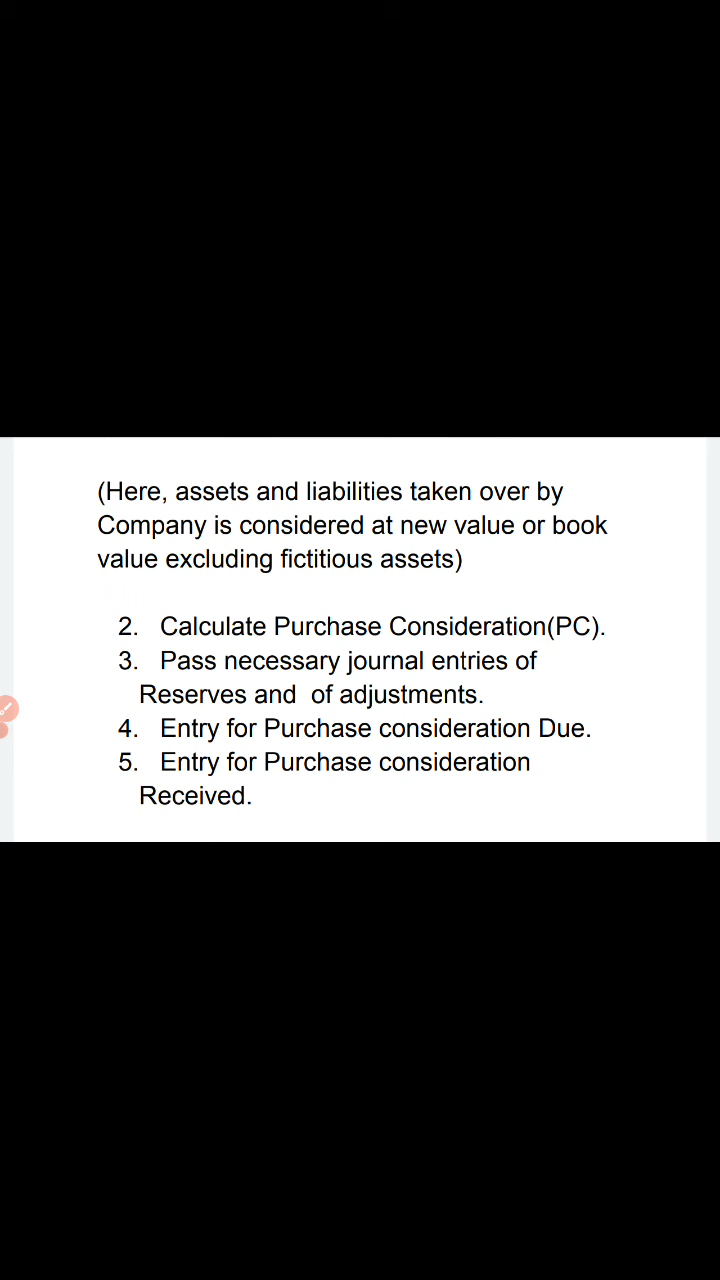 (Here, assets and liabilities taken over by
Company is considered at new value or book
value excluding fictitious assets)
2. Calculate Purchase Consideration(PC).
3. Pass necessary journal entries of
Reserves and  of adjustments.
4. Entry for Purchase consideration Due.
5. Entry for Purchase consideration
Received.